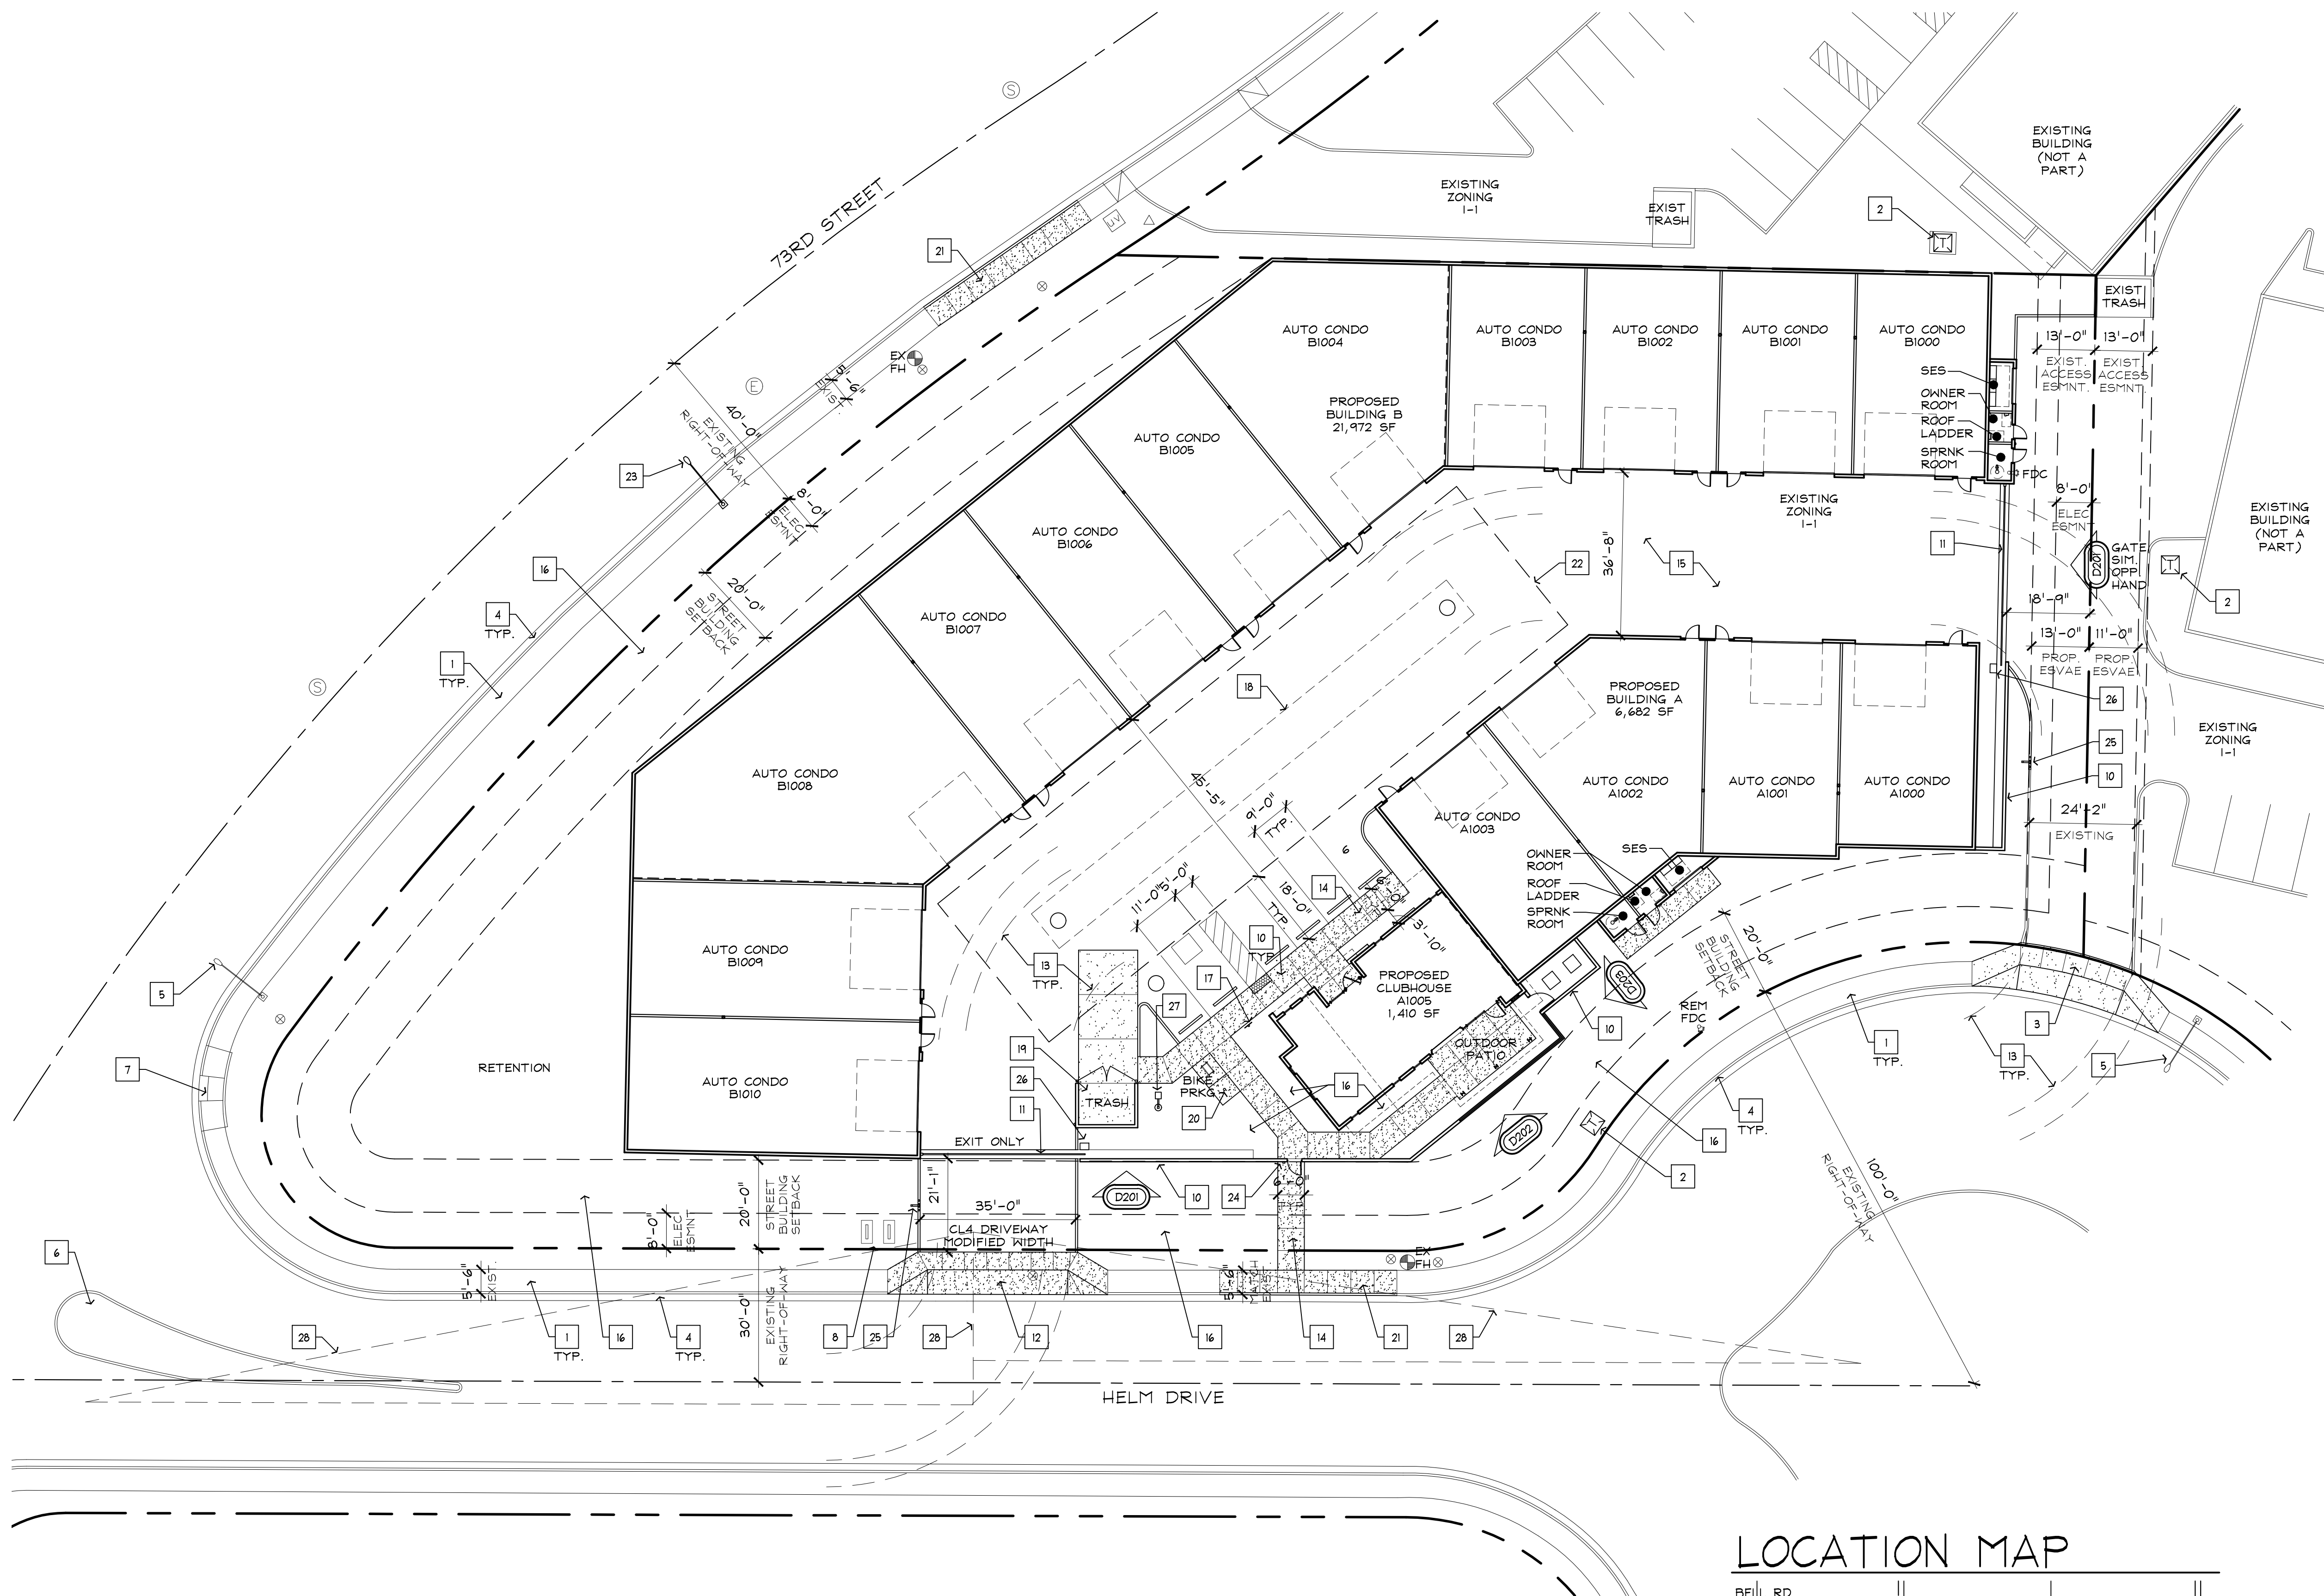 73RD STREET
S
S
E
21
23
16
4
TYP.
1
TYP.
5
7
6
EX
FH
5'-6"
EXIST.
40'-0"
EXISTING
RIGHT-OF-WAY
8'-0"
ELEC
ESMNT
20'-0"
STREET
BUILDING
SETBACK
EXISTING
ZONING
I-1
EXIST
TRASH
2
T
EXISTING
BUILDING
(NOT A
PART)
EXIST
TRASH
13'-0"
13'-0"
EXIST.
ACCESS
ESMNT.
EXIST.
ACCESS
ESMNT.
AUTO CONDO
B1004
AUTO CONDO
B1003
AUTO CONDO
B1002
AUTO CONDO
B1001
AUTO CONDO
B1000
SES
OWNER
ROOM
ROOF
LADDER
SPRNK
ROOM
FDC
PROPOSED
BUILDING B
21,972 SF
AUTO CONDO
B1005
AUTO CONDO
B1006
AUTO CONDO
B1007
AUTO CONDO
B1008
AUTO CONDO
B1009
AUTO CONDO
B1010
EXISTING
ZONING
I-1
8'-0"
ELEC
ESMNT
11
22
36'-8"
15
D201
GATE
SIM.
OPP.
HAND
T
2
EXISTING
BUILDING
(NOT A
PART)
18'-9"
13'-0"
11'-0"
PROP.
ESVAE
PROP.
ESVAE
18
26
25
10
EXISTING
ZONING
I-1
24'-2"
EXISTING
PROPOSED
BUILDING A
6,682 SF
AUTO CONDO
A1003
AUTO CONDO
A1002
AUTO CONDO
A1001
AUTO CONDO
A1000
OWNER
ROOM
SES
ROOF
LADDER
SPRNK
ROOM
45'-5"
9'-0"
TYP.
6
11'-0"
5'-0"
18'-0"
TYP.
14
6'-0"
3'-10"
10
TYP.
17
13
TYP.
27
PROPOSED
CLUBHOUSE
A1005
1,410 SF
OUTDOOR
PATIO
D203
10
20'-0"
STREET
BUILDING
SETBACK
REM
FDC
1
TYP.
3
13
TYP.
5
RETENTION
19
26
11
TRASH
BIKE
PRKG
20
16
EXIT ONLY
4
TYP.
D202
T
16
2
100'-0"
EXISTING
RIGHT-OF-WAY
8'-0"
ELEC
ESMNT
20'-0"
STREET
BUILDING
SETBACK
21'-1"
35'-0"
CL4 DRIVEWAY
MODIFIED WIDTH
D201
10
24
6'-0"
EX
FH
5'-6"
EXIST.
30'-0"
EXISTING
RIGHT-OF-WAY
5'-6"
MATCH
EXIST.
28
1
TYP.
16
4
TYP.
8
25
28
12
16
14
21
28
HELM DRIVE
LOCATION MAP
BELL RD